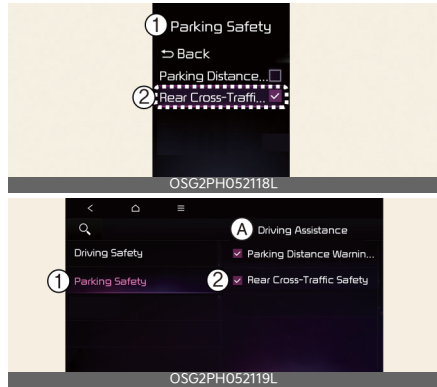 1 Parking Safety
Back
Parking Distance...
2 Rear Cross-Traffi...
OSG2PH052118L
A Driving Assistance
Driving Safety
Parking Distance Warnin...
1 Parking Safety
2 Rear Cross-Traffic Safety
OSG2PH052119L